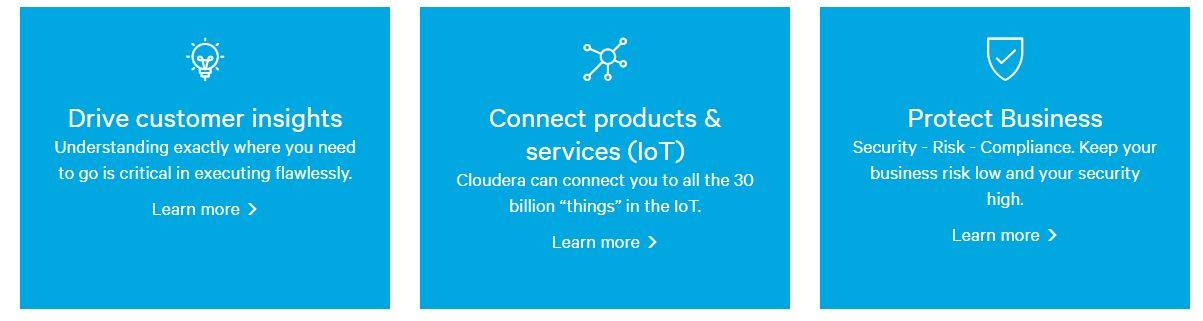 Drive customer insights
Understanding exactly where you need
to go is critical in executing flawlessly.
Learn more >
Connect products &
services (IoT)
Cloudera can connect you to all the 30
billion “things” in the IoT.
Learn more >
Protect Business
Security - Risk - Compliance. Keep your
business risk low and your security
high.
Learn more >